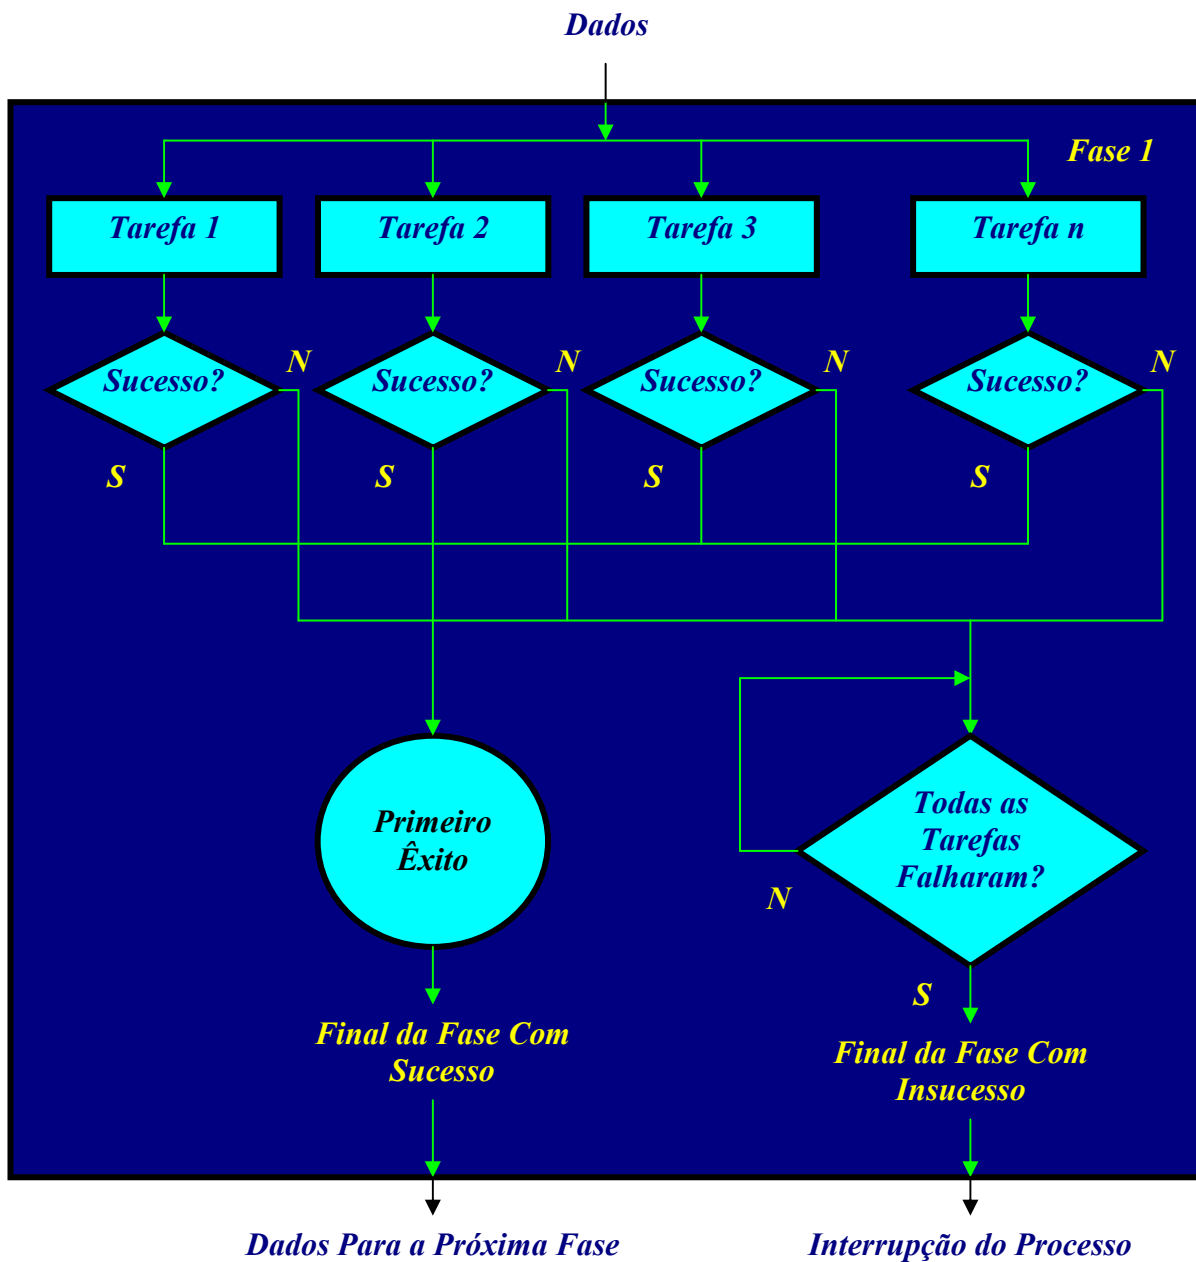 Dados
Fase 1
Tarefa 1
Tarefa 2
Tarefa 3
Tarefa n
Sucesso?
N
Sucesso?
N
Sucesso?
N
Sucesso?
N
S
S
S
S
Primeiro
Êxito
Todas as
Tarefas
Falharam?
N
S
Final da Fase Com
Sucesso
Final da Fase Com
Insucesso
Dados Para a Próxima Fase
Interrupção do Processo